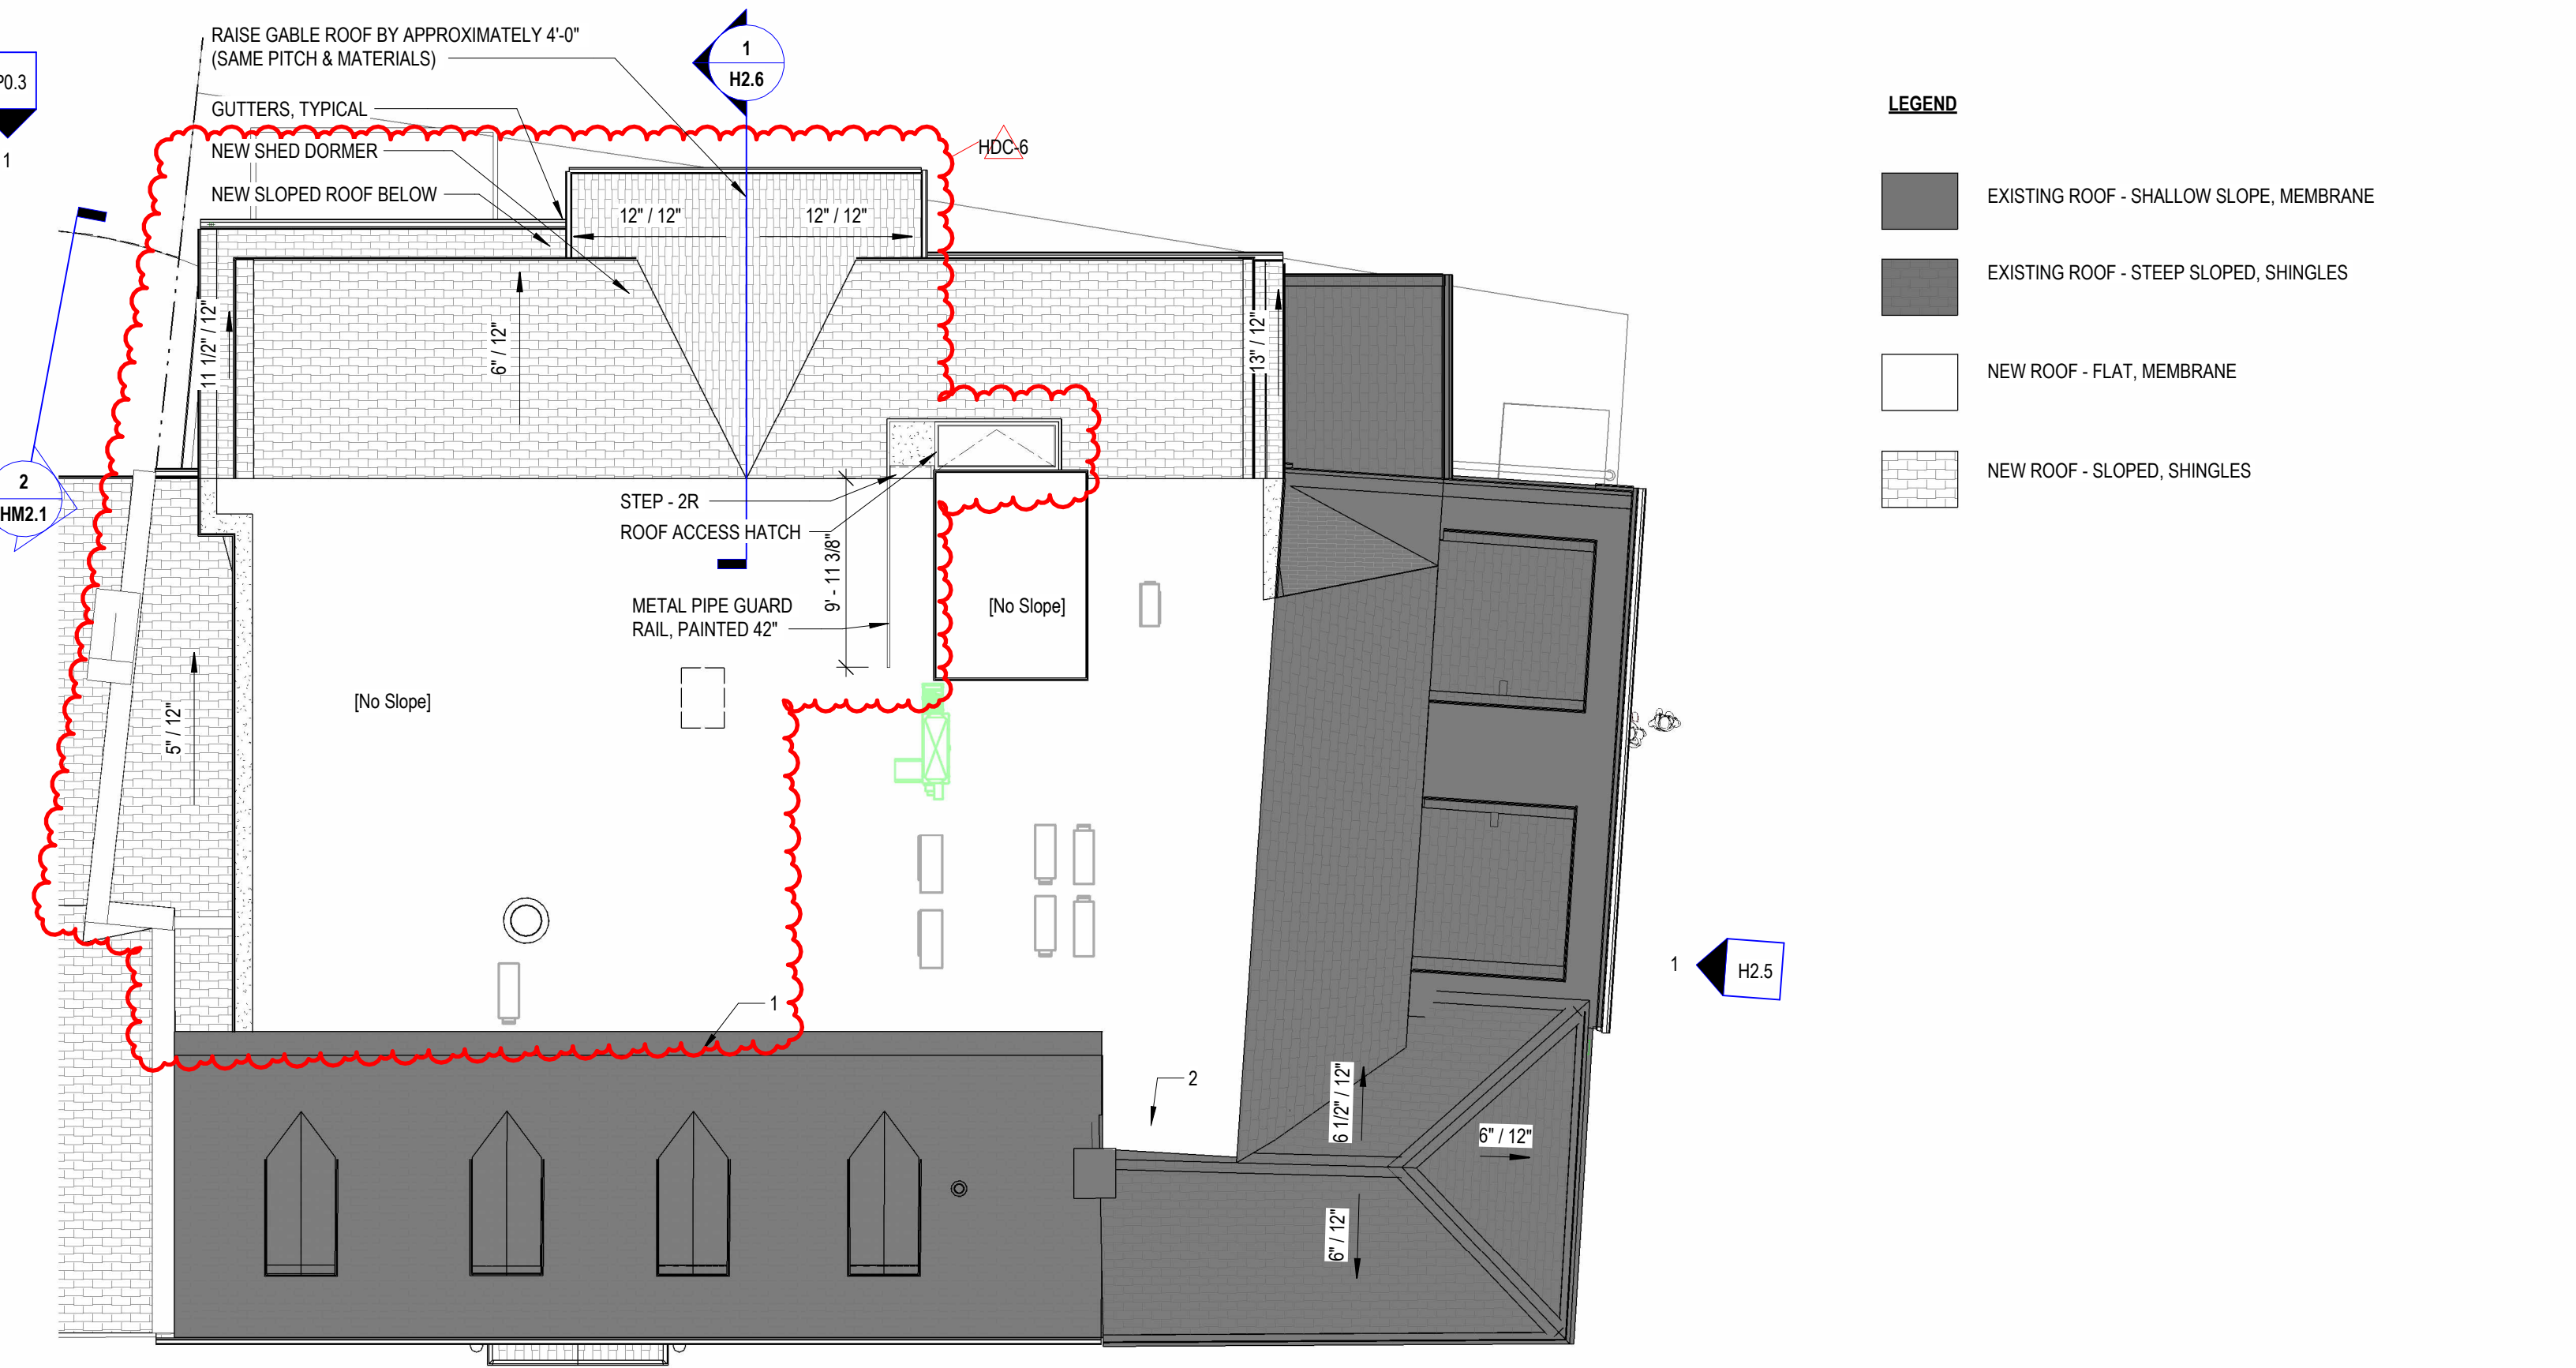 RAISE GABLE ROOF BY APPROXIMATELY 4'-0"
(SAME PITCH & MATERIALS)
1
H2.6
P0.3
1
GUTTERS, TYPICAL
NEW SHED DORMER
HDC-6
NEW SLOPED ROOF BELOW
12" / 12"
12" / 12"
11 1/2" / 12"
6" / 12"
13" / 12"
2
HM2.1
STEP - 2R
ROOF ACCESS HATCH
9' - 11 3/8"
METAL PIPE GUARD
RAIL, PAINTED 42"
[No Slope]
[No Slope]
5" / 12"
1
1
H2.5
2
6 1/2" / 12"
6" / 12"
6" / 12"
LEGEND
EXISTING ROOF - SHALLOW SLOPE, MEMBRANE
EXISTING ROOF - STEEP SLOPED, SHINGLES
NEW ROOF - FLAT, MEMBRANE
NEW ROOF - SLOPED, SHINGLES